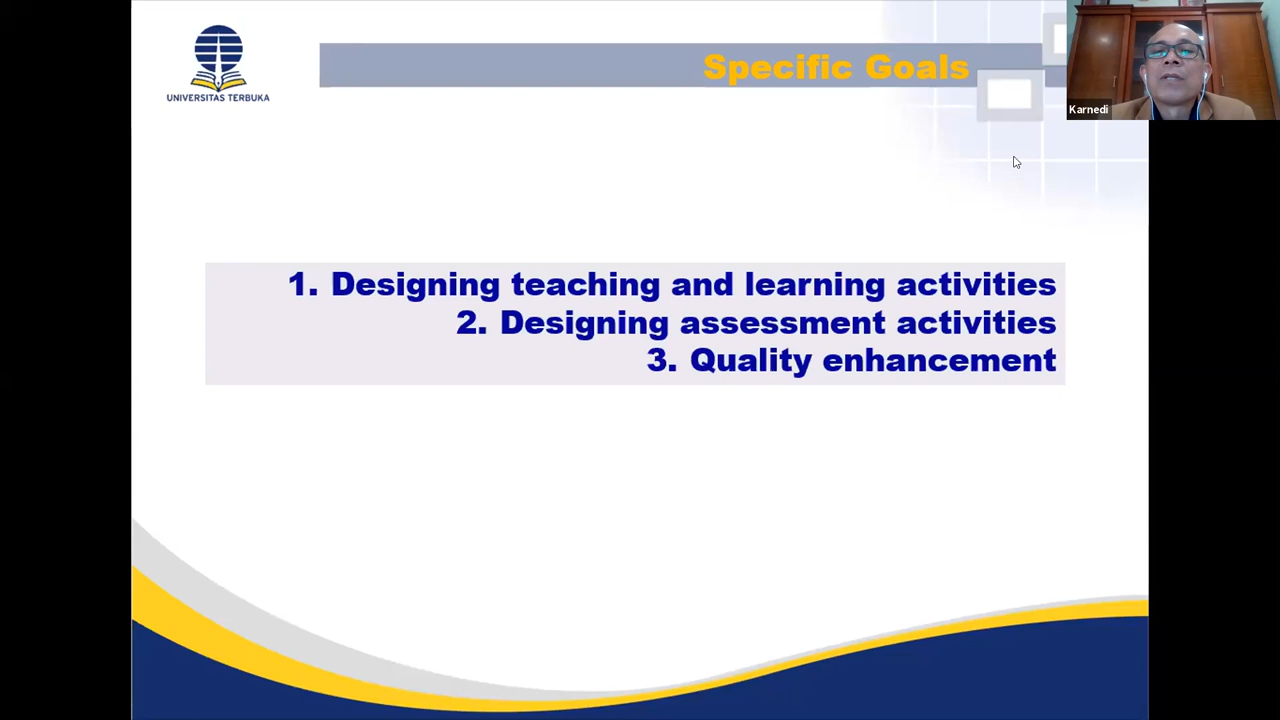 UNIVERSITAS TERBUKA
Specific Goals
Karnedi
1. Designing teaching and learning activities
2. Designing assessment activities
3. Quality enhancement